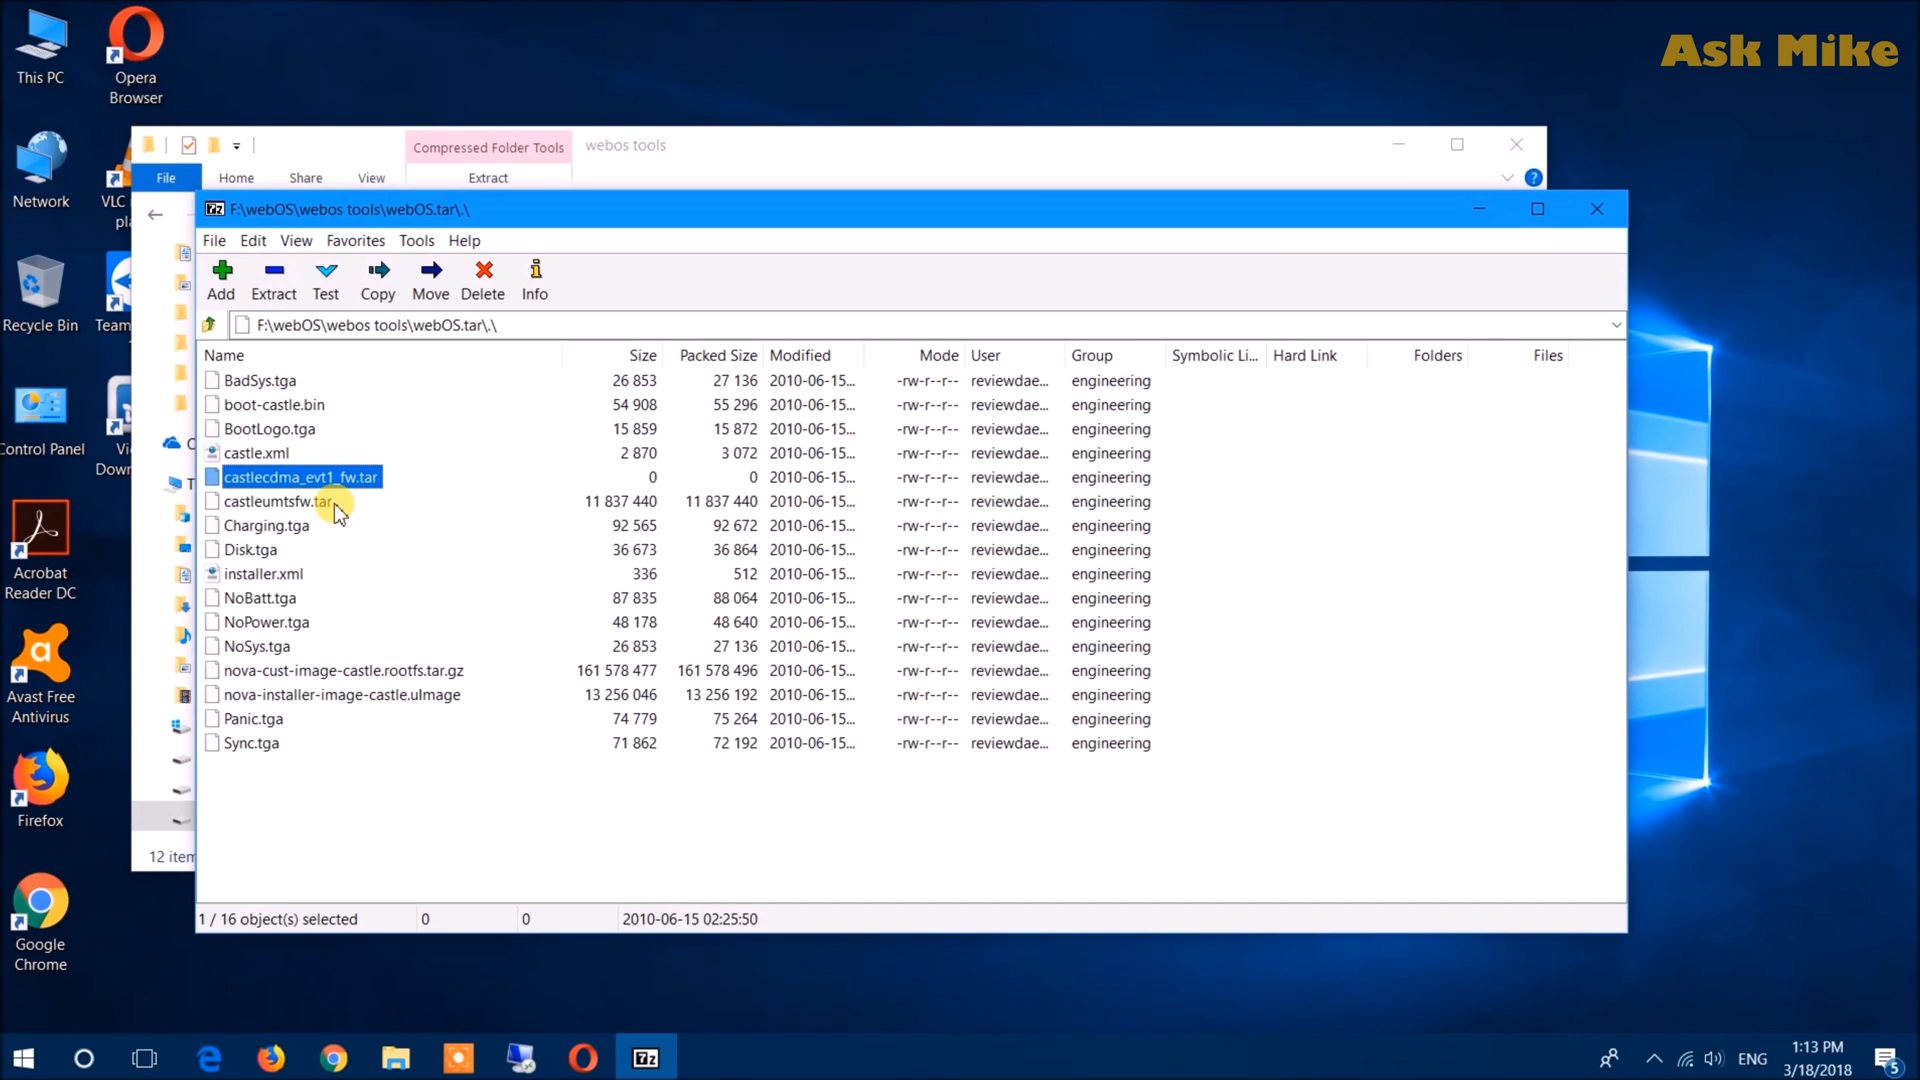 Ask Mike
This PC
Opera
Browser
Network
VLC
pla
Recycle Bin
Team
Control Panel
Vi
Down
Acrobat
Reader DC
Avast Free
Antivirus
Firefox
Google
Chrome
Compressed Folder Tools
webos tools
File
Home
Share
View
Extract
7z
F:\webOS\webos tools\webOS.tar\.\
File Edit View Favorites Tools Help
Add Extract Test Copy Move Delete Info
F:\webOS\webos tools\webOS.tar\.\
Name Size Packed Size Modified Mode User Group Symbolic Li... Hard Link Folders Files
BadSys.tga 26 853 27 136 2010-06-15... -rw-r--r-- reviewdae... engineering
boot-castle.bin 54 908 55 296 2010-06-15... -rw-r--r-- reviewdae... engineering
BootLogo.tga 15 859 15 872 2010-06-15... -rw-r--r-- reviewdae... engineering
castle.xml 2 870 3 072 2010-06-15... -rw-r--r-- reviewdae... engineering
castlecdma_evt1_fw.tar 0 0 2010-06-15... -rw-r--r-- reviewdae... engineering
castleumtsfw.tar 11 837 440 11 837 440 2010-06-15... -rw-r--r-- reviewdae... engineering
Charging.tga 92 565 92 672 2010-06-15... -rw-r--r-- reviewdae... engineering
Disk.tga 36 673 36 864 2010-06-15... -rw-r--r-- reviewdae... engineering
installer.xml 336 512 2010-06-15... -rw-r--r-- reviewdae... engineering
NoBatt.tga 87 835 88 064 2010-06-15... -rw-r--r-- reviewdae... engineering
NoPower.tga 48 178 48 640 2010-06-15... -rw-r--r-- reviewdae... engineering
NoSys.tga 26 853 27 136 2010-06-15... -rw-r--r-- reviewdae... engineering
nova-cust-image-castle.rootfs.tar.gz 161 578 477 161 578 496 2010-06-15... -rw-r--r-- reviewdae... engineering
nova-installer-image-castle.uImage 13 256 046 13 256 192 2010-06-15... -rw-r--r-- reviewdae... engineering
Panic.tga 74 779 75 264 2010-06-15... -rw-r--r-- reviewdae... engineering
Sync.tga 71 862 72 192 2010-06-15... -rw-r--r-- reviewdae... engineering
12 item
1 / 16 object(s) selected 0 0 2010-06-15 02:25:50
7z
ENG
1:13 PM
3/18/2018
5